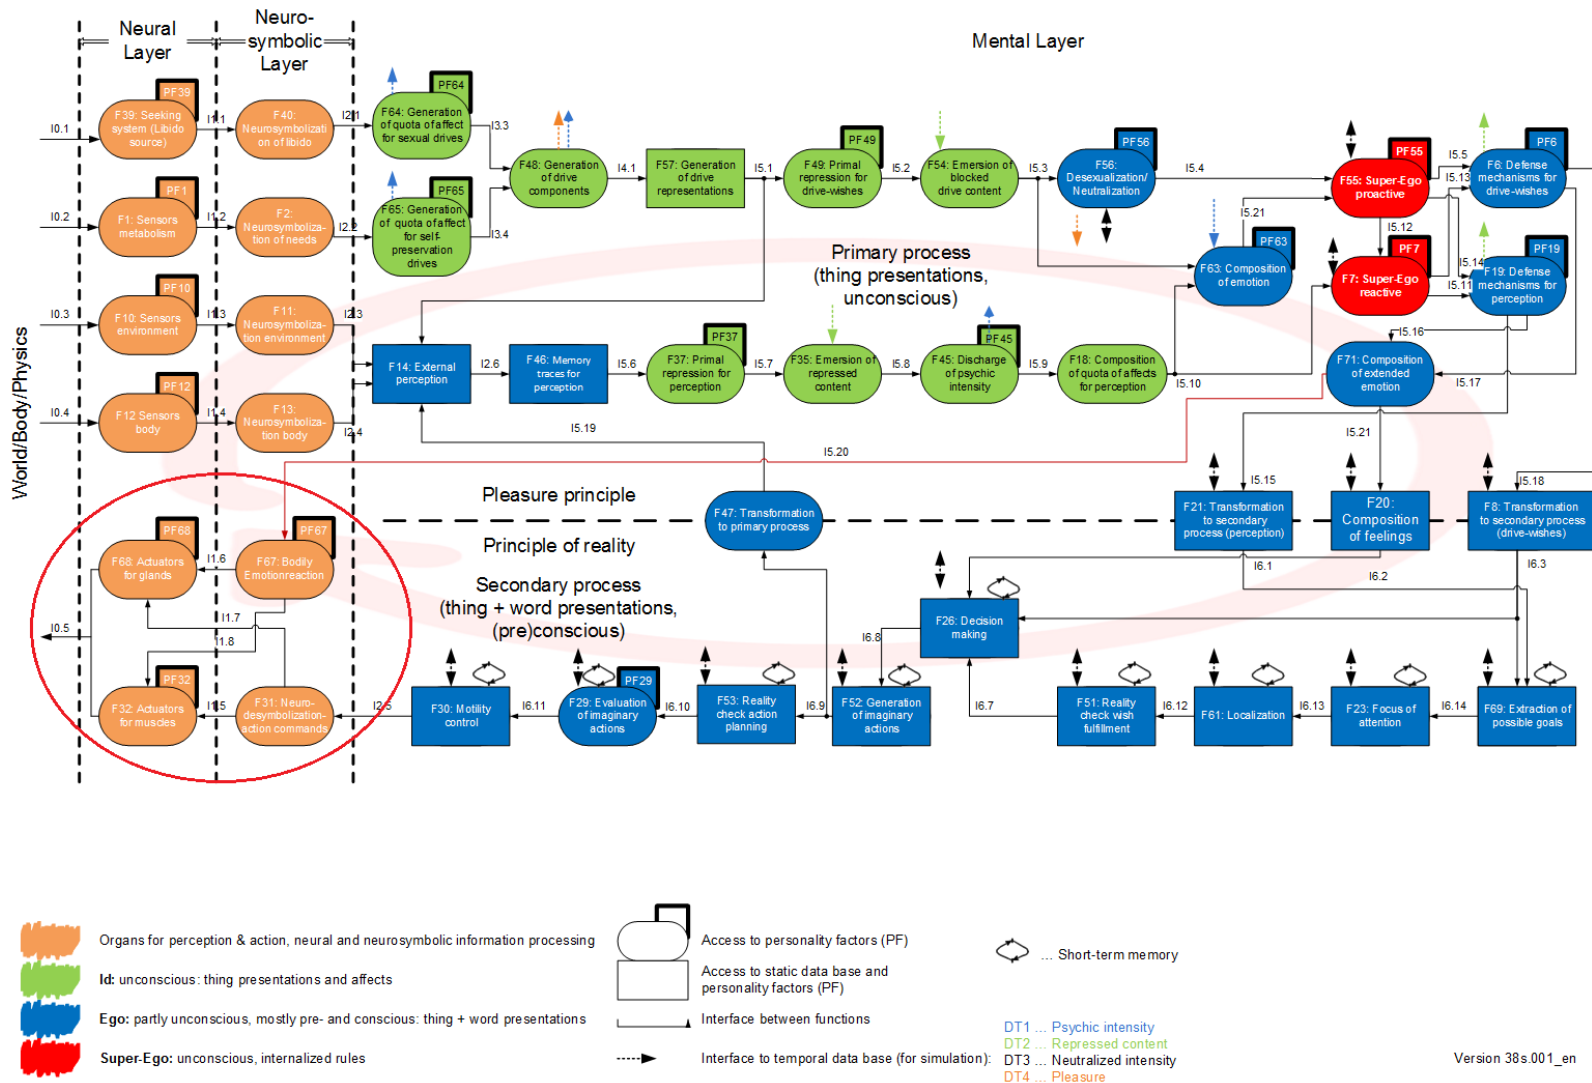 Neural
Layer
Neuro-
symbolic
Layer
Mental Layer
World/Body/Physics
I0.1
PF39
F39: Seeking
system (Libido
source)
I1.1
F40:
Neurosymbolizati
on of libido
I2.1
PF64
F64: Generation
of quota of affect
for sexual drives
I3.3
F48: Generation
of drive
components
I4.1
F57: Generation
of drive
representations
I5.1
PF49
F49: Primal
repression for
drive-wishes
I5.2
F54: Emersion of
blocked
drive content
I5.3
PF56
F56:
Desexualization/
Neutralization
I5.4
PF55
F55: Super-Ego
proactive
I5.5
I5.13
PF6
F6: Defense
mechanisms for
drive-wishes
I0.2
PF1
F1: Sensors
metabolism
I1.2
F2:
Neurosymboliza-
tion of needs
I2.2
PF65
F65: Generation
of quota of affect
for self-
preservation
drives
I3.4
Primary process
(thing presentations,
unconscious)
I5.21
PF63
F63: Composition
of emotion
I5.12
PF7
F7: Super-Ego
reactive
I5.14
I5.11
PF19
F19: Defense
mechanisms for
perception
I0.3
PF10
F10: Sensors
environment
I1.3
F11:
Neurosymboliza-
tion environment
I2.3
F14: External
perception
I2.6
F46: Memory
traces for
perception
I5.6
PF37
F37: Primal
repression for
perception
I5.7
F35: Emersion of
repressed
content
I5.8
PF45
F45: Discharge
of psychic
intensity
I5.9
F18: Composition
of quota of affects
for perception
I5.10
I5.16
F71: Composition
of extended
emotion
I5.17
I0.4
PF12
F12 Sensors
body
I1.4
F13:
Neurosymboliza-
tion body
I2.4
I5.19
I5.20
I5.21
I5.15
I5.18
Pleasure principle
F47: Transformation
to primary process
F21: Transformation
to secondary
process (perception)
F20:
Composition
of feelings
F8: Transformation
to secondary process
(drive-wishes)
Principle of reality
Secondary process
(thing + word presentations,
(pre)conscious)
I6.1
I6.2
I6.3
PF68
F68: Actuators
for glands
I1.6
PF67
F67: Bodily
Emotionreaction
I1.7
I1.8
I0.5
F26: Decision
making
I6.8
PF32
F32: Actuators
for muscles
I1.5
F31: Neuro-
desymbolization-
action commands
I2.5
F30: Motility
control
I6.11
PF29
F29: Evaluation
of imaginary
actions
I6.10
F53: Reality
check action
planning
I6.9
F52: Generation
of imaginary
actions
I6.7
F51: Reality
check wish
fulfillment
I6.12
F61: Localization
I6.13
F23: Focus of
attention
I6.14
F69: Extraction of
possible goals
Organs for perception & action, neural and neurosymbolic information processing
Id: unconscious: thing presentations and affects
Ego: partly unconscious, mostly pre- and conscious: thing + word presentations
Super-Ego: unconscious, internalized rules
Access to personality factors (PF)
Access to static data base and
personality factors (PF)
Interface between functions
Interface to temporal data base (for simulation):
... Short-term memory
DT1 ... Psychic intensity
DT2 ... Repressed content
DT3 ... Neutralized intensity
DT4 ... Pleasure
Version 38s.001_en